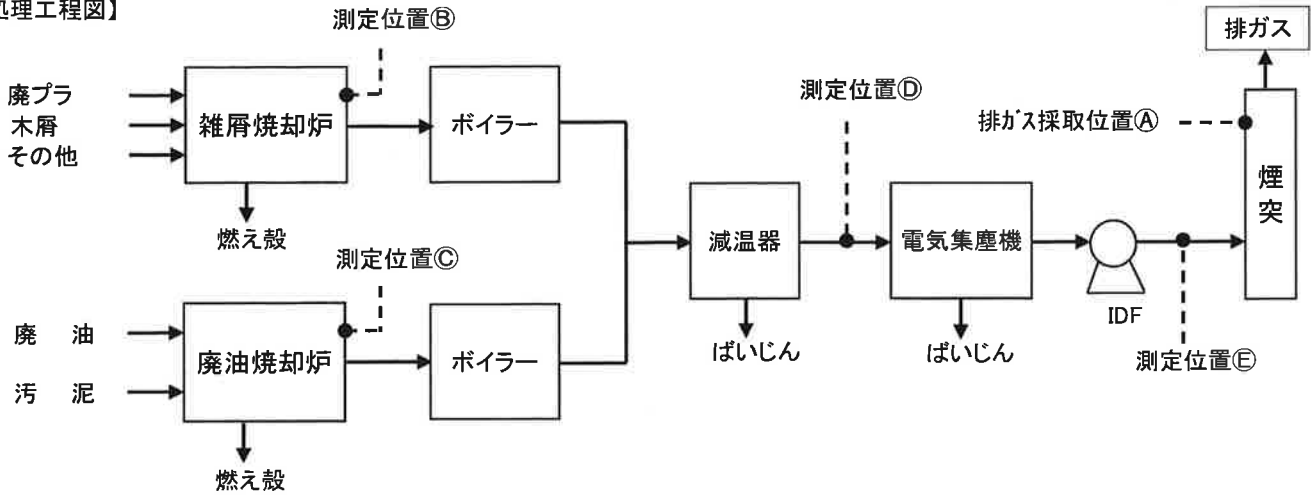 処理工程図】
測定位置Ⓑ
排ガス
廃プラ
木屑
その他
雑屑焼却炉
ボイラー
測定位置Ⓓ
排ガス採取位置Ⓐ
煙突
燃え殻
減温器
電気集塵機
測定位置Ⓒ
IDF
廃 油
汚 泥
廃油焼却炉
ボイラー
ばいじん
ばいじん
測定位置Ⓔ
燃え殻